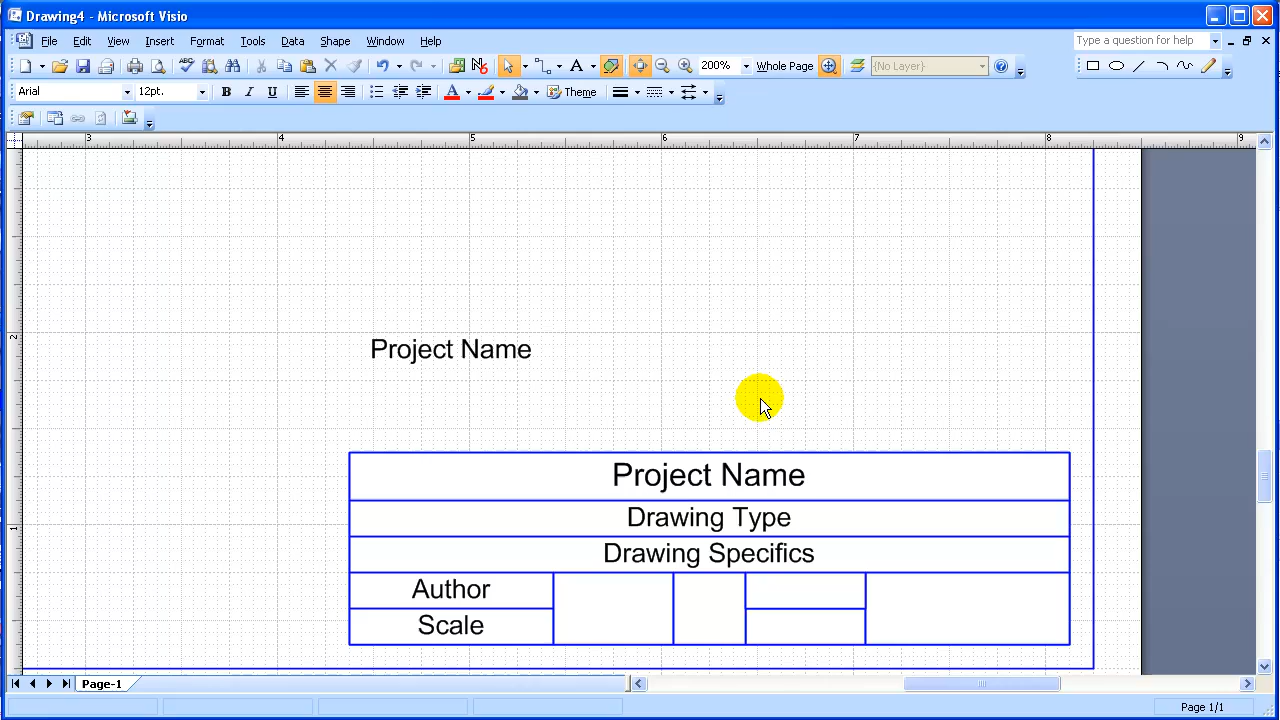 Drawing4 - Microsoft Visio
File Edit View Insert Format Tools Data Shape Window Help
Type a question for help
200% Whole Page {No Layer}
Arial 12pt. B I U A Theme
3 4 5 6 7 8 9
2
Project Name
Project Name
1
Drawing Type
Drawing Specifics
Author
Scale
Page-1
Page 1/1